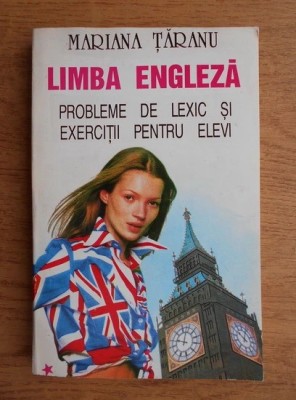 MARIANA ȚĂRANU
LIMBA ENGLEZĂ
PROBLEME DE LEXIC ȘI
EXERCIȚII PENTRU ELEVI